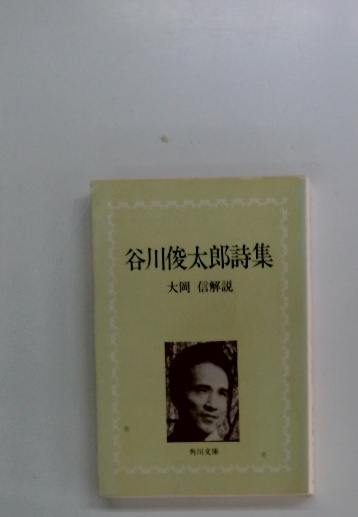 谷川俊太郎詩集
大岡 信解説
角川文庫